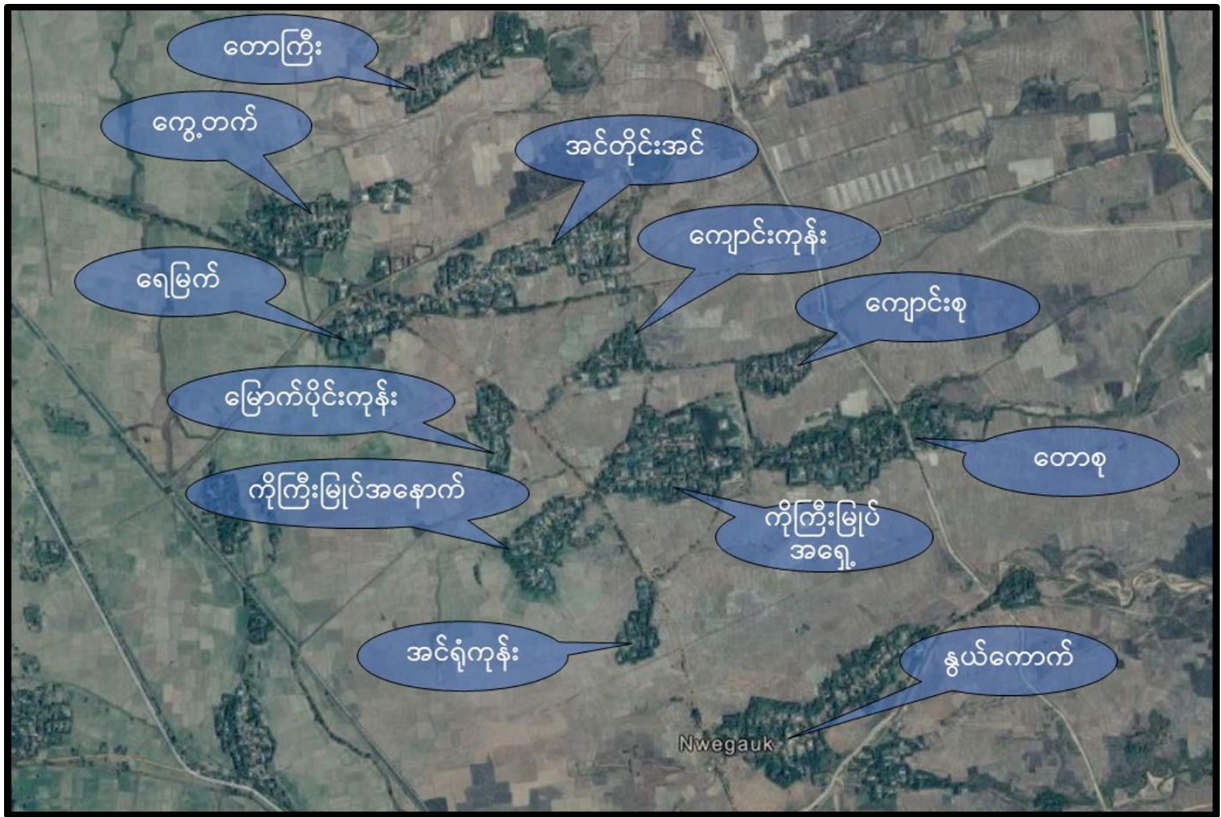 တောကြီး
ကွေ့တက်
အင်တိုင်းအင်
ကျောင်းကုန်း
ရေမြက်
ကျောင်းစု
မြောက်ပိုင်းကုန်း
တောစု
ကိုကြီးမြုပ်အနောက်
ကိုကြီးမြုပ်
အရှေ့
အင်ရုံကုန်း
နွယ်ကောက်
Nwegauk